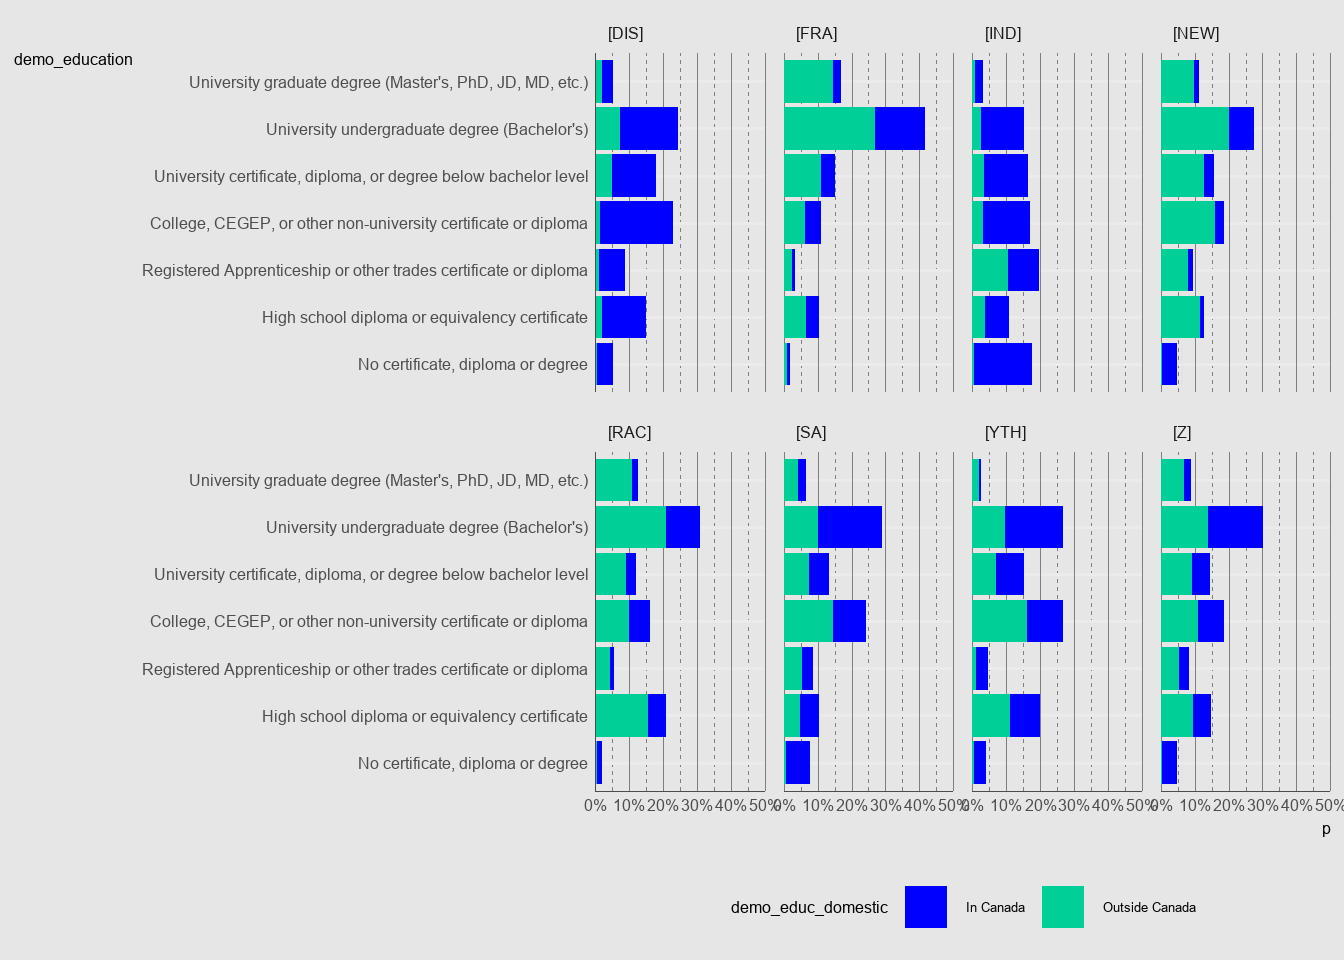 [DIS] [FRA] [IND] [NEW]
demo_education
University graduate degree (Master's, PhD, JD, MD, etc.)
University undergraduate degree (Bachelor's)
University certificate, diploma, or degree below bachelor level
College, CEGEP, or other non-university certificate or diploma
Registered Apprenticeship or other trades certificate or diploma
High school diploma or equivalency certificate
No certificate, diploma or degree
[RAC] [SA] [YTH] [Z]
University graduate degree (Master's, PhD, JD, MD, etc.)
University undergraduate degree (Bachelor's)
University certificate, diploma, or degree below bachelor level
College, CEGEP, or other non-university certificate or diploma
Registered Apprenticeship or other trades certificate or diploma
High school diploma or equivalency certificate
No certificate, diploma or degree
0% 10% 20% 30% 40% 50% 0% 10% 20% 30% 40% 50% 0% 10% 20% 30% 40% 50% 0% 10% 20% 30% 40% 50%
p
demo_educ_domestic In Canada Outside Canada